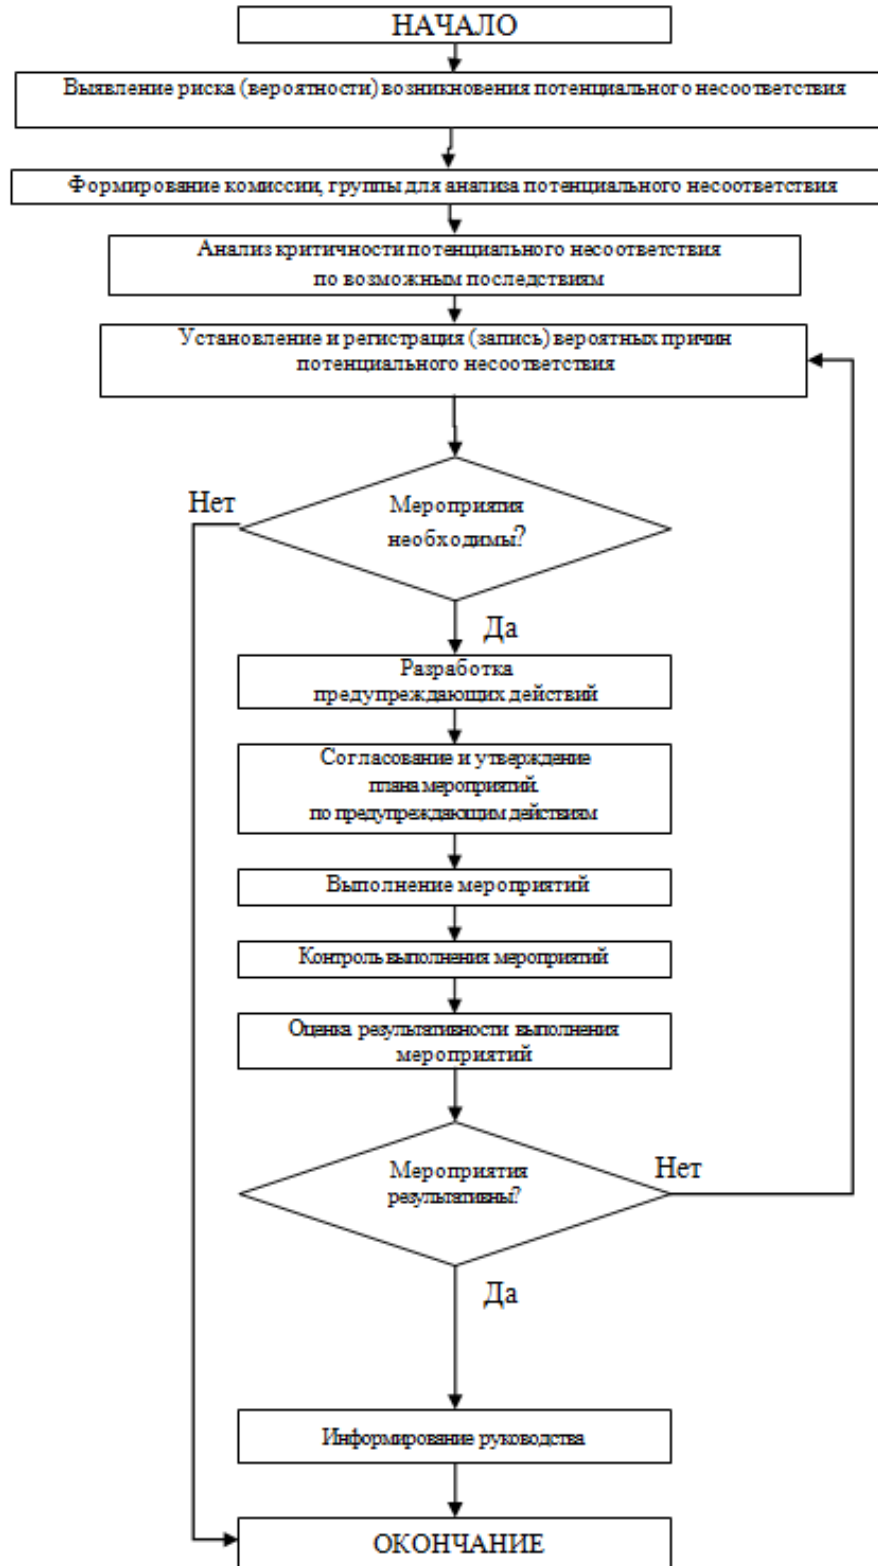 НАЧАЛО
Выявление риска (вероятности) возникновения потенциального несоответствия
Формирование комиссии, группы для анализа потенциального несоответствия
Анализ критичности потенциального несоответствия
по возможным последствиям
Установление и регистрация (запись) вероятных причин
потенциального несоответствия
Нет
Мероприятия
необходимы?
Да
Разработка
предупреждающих действий
Согласование и утверждение
плана мероприятий.
по предупреждающим действиям
Выполнение мероприятий
Контроль выполнения мероприятий
Оценка результативности выполнения
мероприятий
Мероприятия
результативны?
Нет
Да
Информирование руководства
ОКОНЧАНИЕ